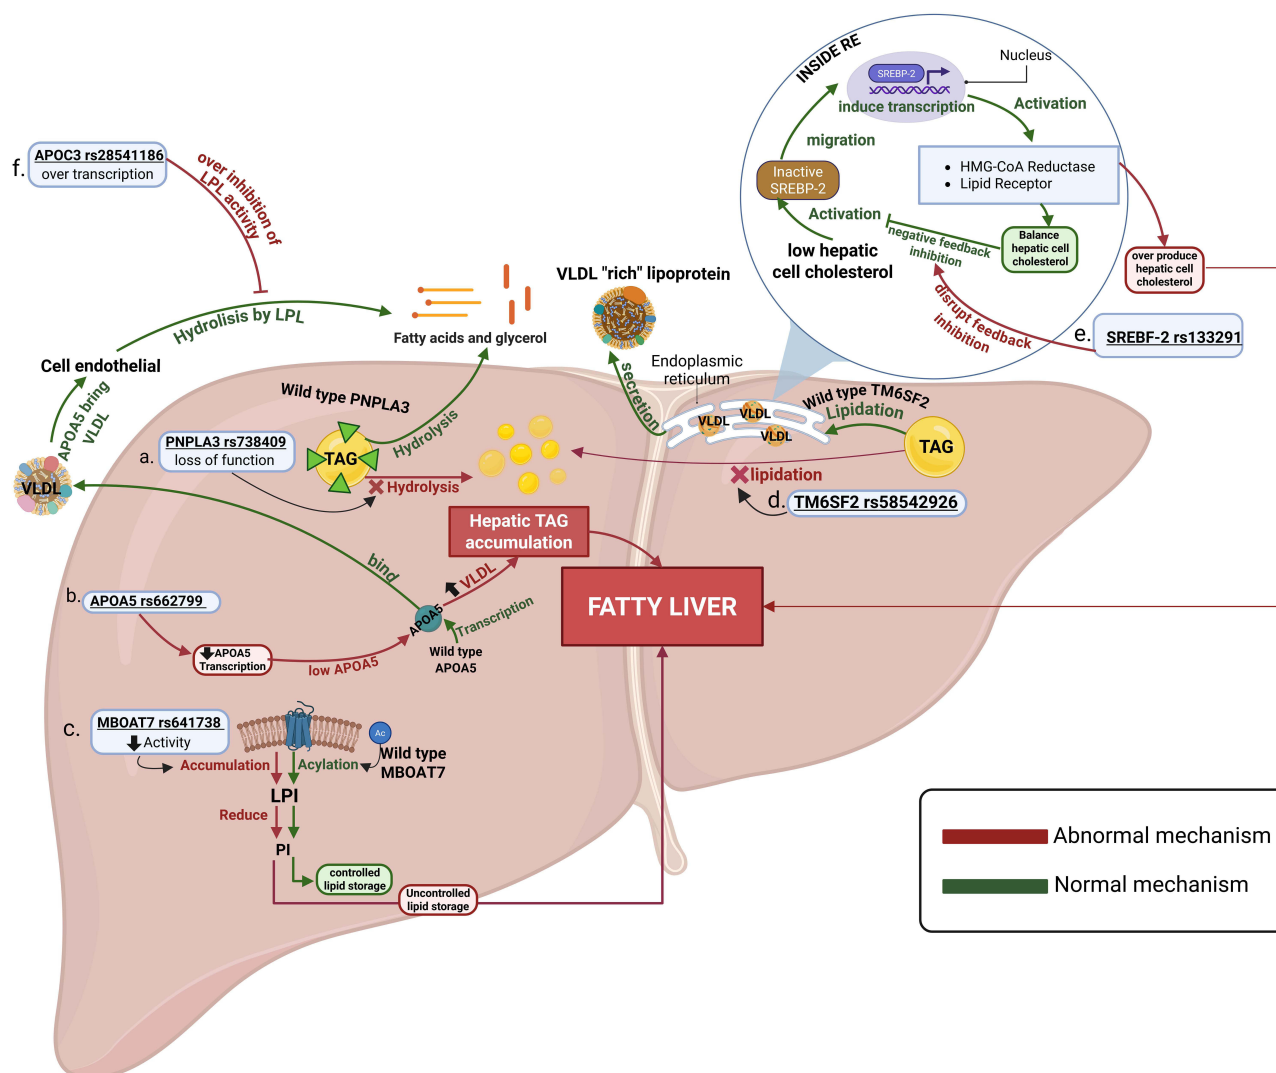 INSIDE RE
Nucleus
SREBP-2
induce transcription
Activation
migration
Inactive
SREBP-2
• HMG-CoA Reductase
• Lipid Receptor
Activation
negative feedback
inhibition
low hepatic
cell cholesterol
Balance
hepatic cell
cholesterol
over produce
hepatic cell
cholesterol
disrupt feedback
inhibition
e.
SREBF-2 rs133291
f.
APOC3 rs28541186
over transcription
over inhibition of
LPL activity
Hydrolisis by LPL
Fatty acids and glycerol
VLDL "rich" lipoprotein
Cell endothelial
APOA5 bring
VLDL
VLDL
secretion
Endoplasmic
reticulum
VLDL
VLDL
VLDL
Wild type TM6SF2
Lipidation
TAG
lipidation
d.
TM6SF2 rs58542926
Wild type PNPLA3
Hydrolysis
TAG
a.
PNPLA3 rs738409
loss of function
Hydrolysis
Hepatic TAG
accumulation
FATTY LIVER
bind
VLDL
APOA5
Transcription
Wild type
APOA5
b.
APOA5 rs662799
APOA5
Transcription
low APOA5
c.
MBOAT7 rs641738
Activity
Ac
Wild type
MBOAT7
Accumulation
Acylation
LPI
Reduce
PI
controlled
lipid storage
Uncontrolled
lipid storage
Abnormal mechanism
Normal mechanism